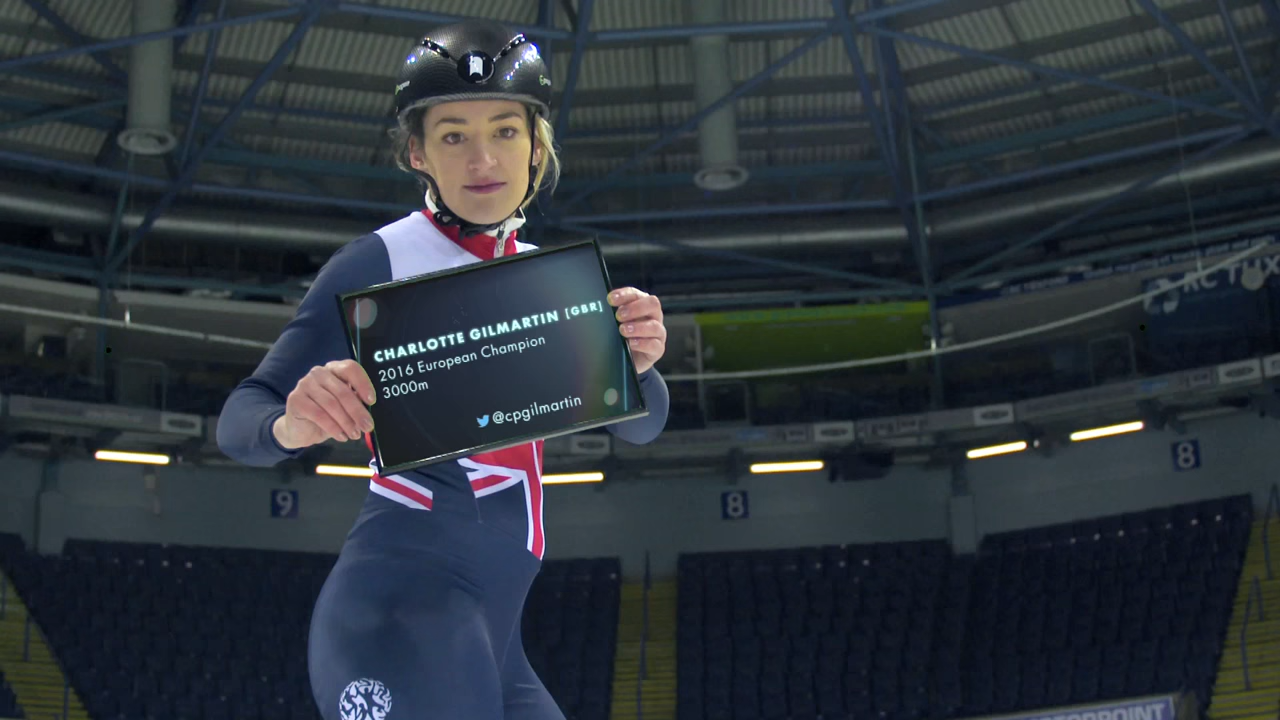 CHARLOTTE GILMARTIN [GBR]
2016 European Champion
3000m
@cpgilmartin
9
8
8